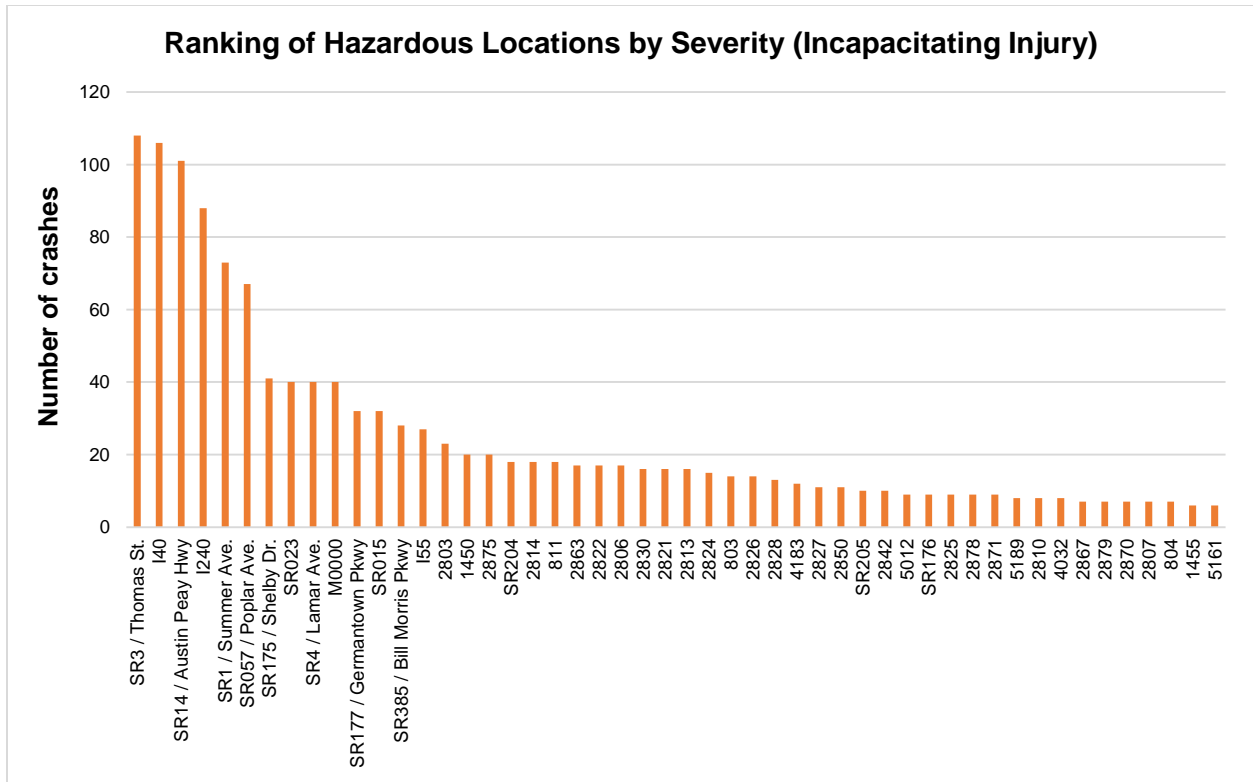 Ranking of Hazardous Locations by Severity (Incapacitating Injury)
Number of crashes
120
100
80
60
40
20
0
SR3 / Thomas St.
I40
SR14 / Austin Peay Hwy
I240
SR1 / Summer Ave.
SR057 / Poplar Ave.
SR175 / Shelby Dr.
SR023
SR4 / Lamar Ave.
M0000
SR177 / Germantown Pkwy
SR015
SR385 / Bill Morris Pkwy
I55
2803
1450
2875
SR204
2814
811
2863
2822
2806
2830
2821
2813
2824
803
2826
2828
4183
2827
2850
SR205
2842
5012
SR176
2825
2878
2871
5189
2810
4032
2867
2879
2870
2807
804
1455
5161